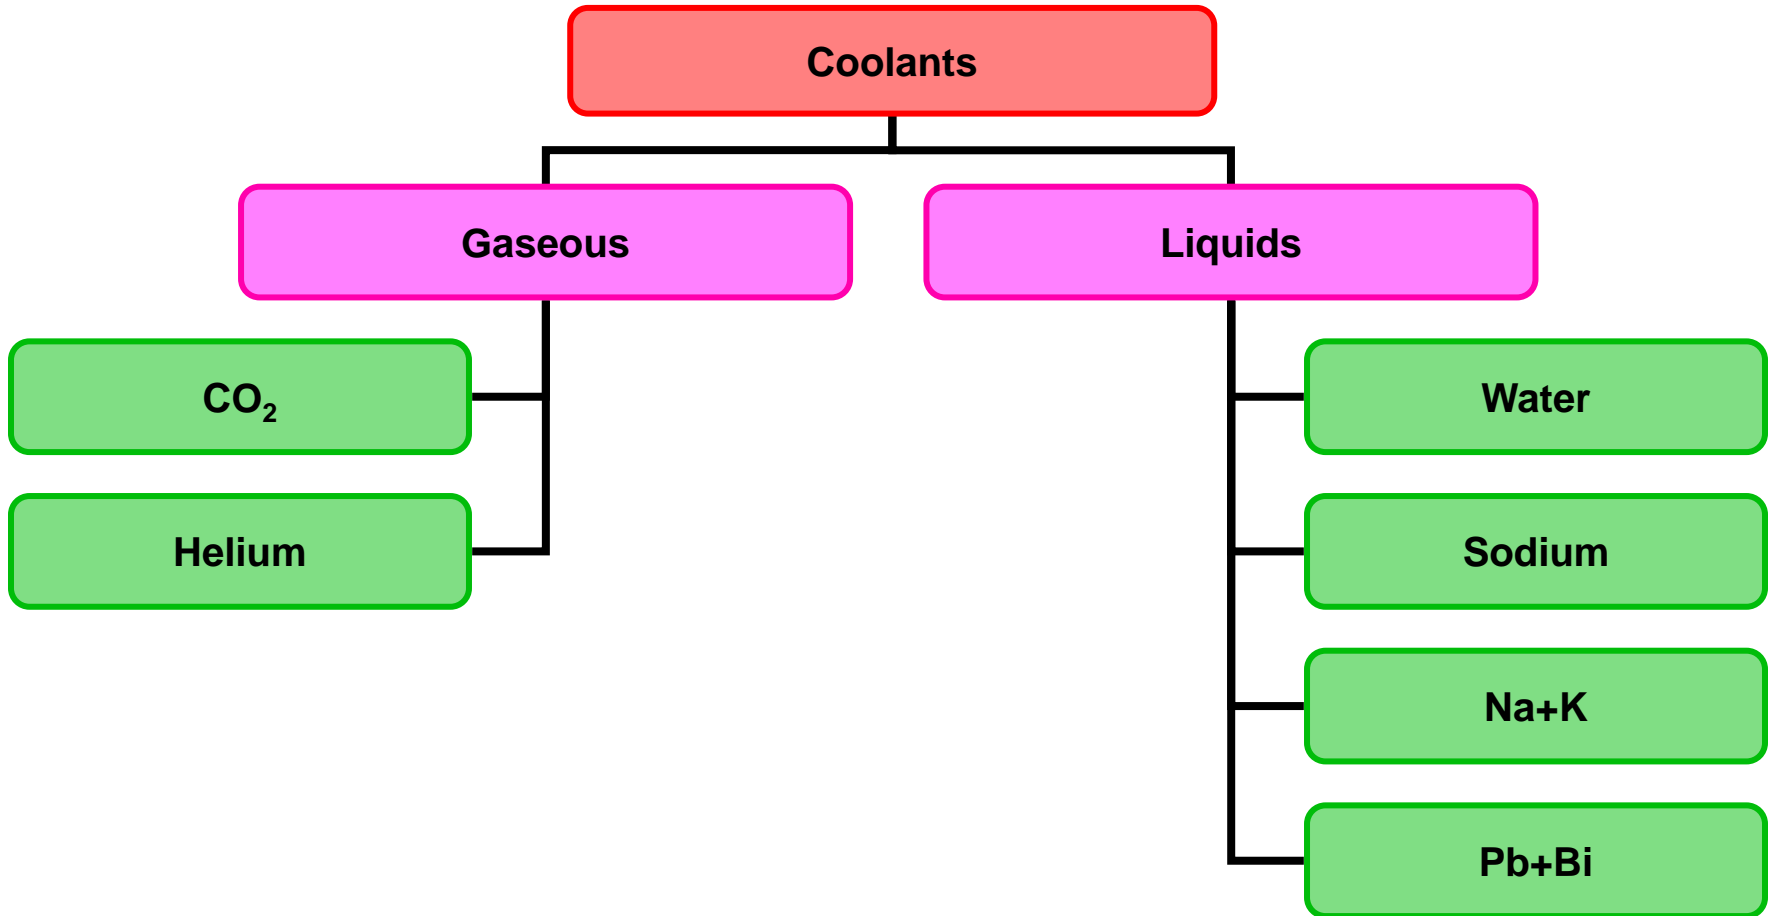 Coolants
Gaseous
Liquids
CO₂
Water
Helium
Sodium
Na+K
Pb+Bi